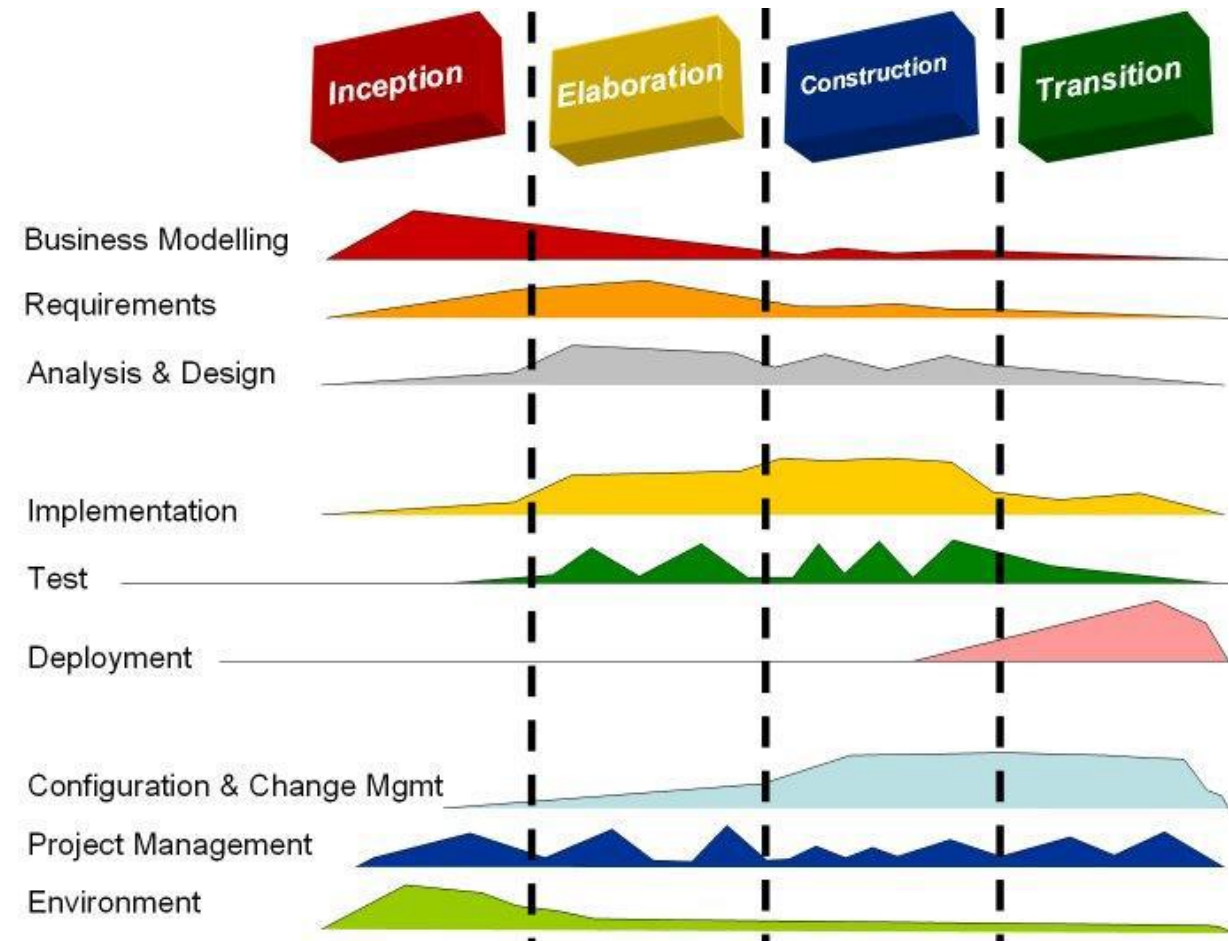 Inception
Elaboration
Construction
Transition
Business Modelling
Requirements
Analysis & Design
Implementation
Test
Deployment
Configuration & Change Mgmt
Project Management
Environment